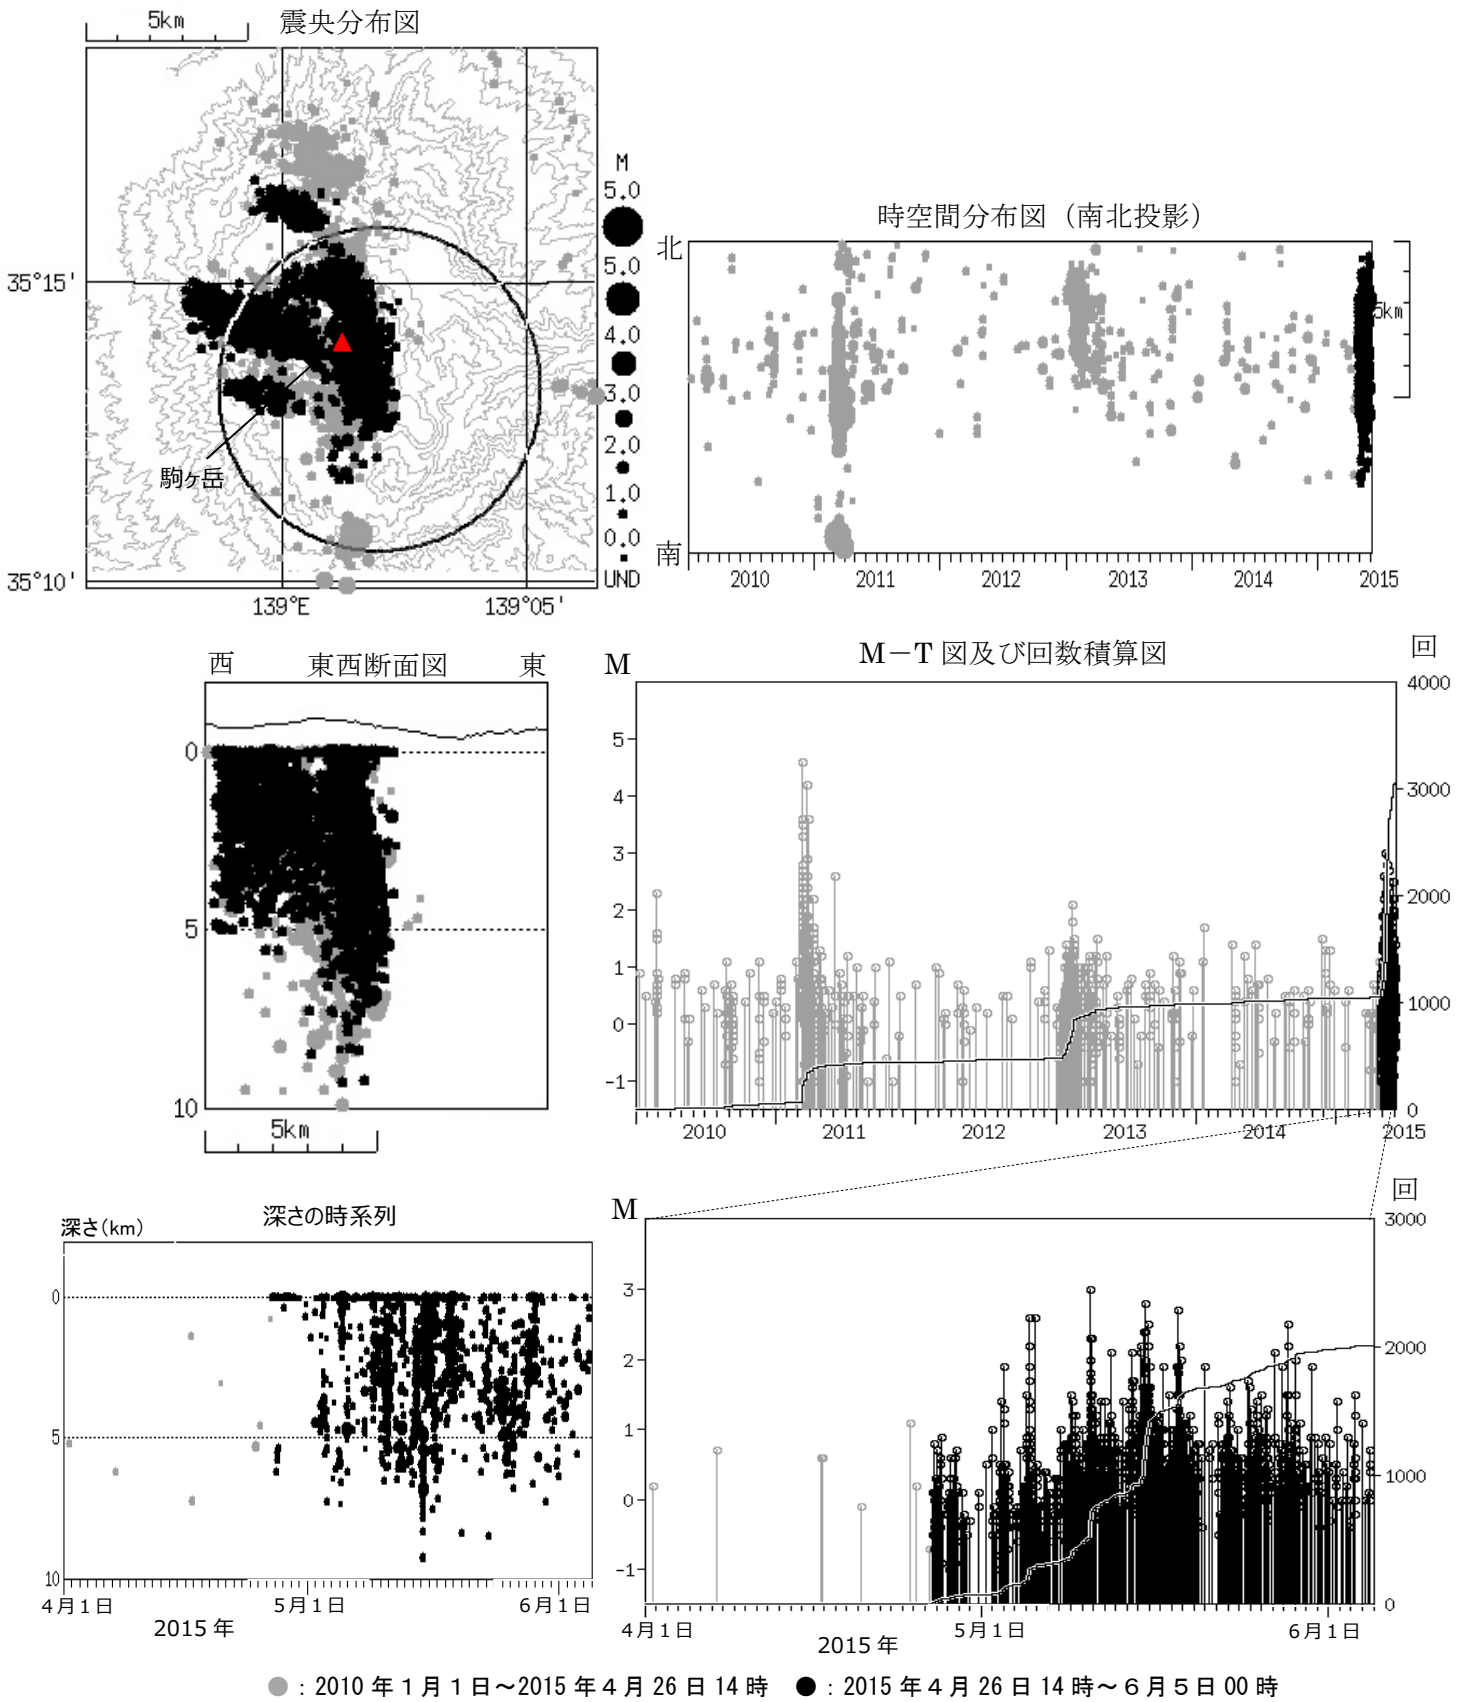 5km
震央分布図
M
5.0
5.0
4.0
3.0
2.0
1.0
0.0
UND
35°15'
35°10'
139°E
139°05'
駒ヶ岳
時空間分布図（南北投影）
北
南
5km
2010 2011 2012 2013 2014 2015
西 東西断面図 東
0
5
10
5km
M
M－T 図及び回数積算図
回
5
4
3
2
1
0
-1
4000
3000
2000
1000
0
2010 2011 2012 2013 2014 2015
深さの時系列
深さ（km）
0
5
10
4月1日 5月1日 6月1日
2015 年
M
回
3
2
1
0
-1
3000
2000
1000
0
4月1日 5月1日 6月1日
2015 年
●：2010 年 1 月 1 日～2015 年 4 月 26 日 14 時 ●：2015 年 4 月 26 日 14 時～ 6 月 5 日 00 時